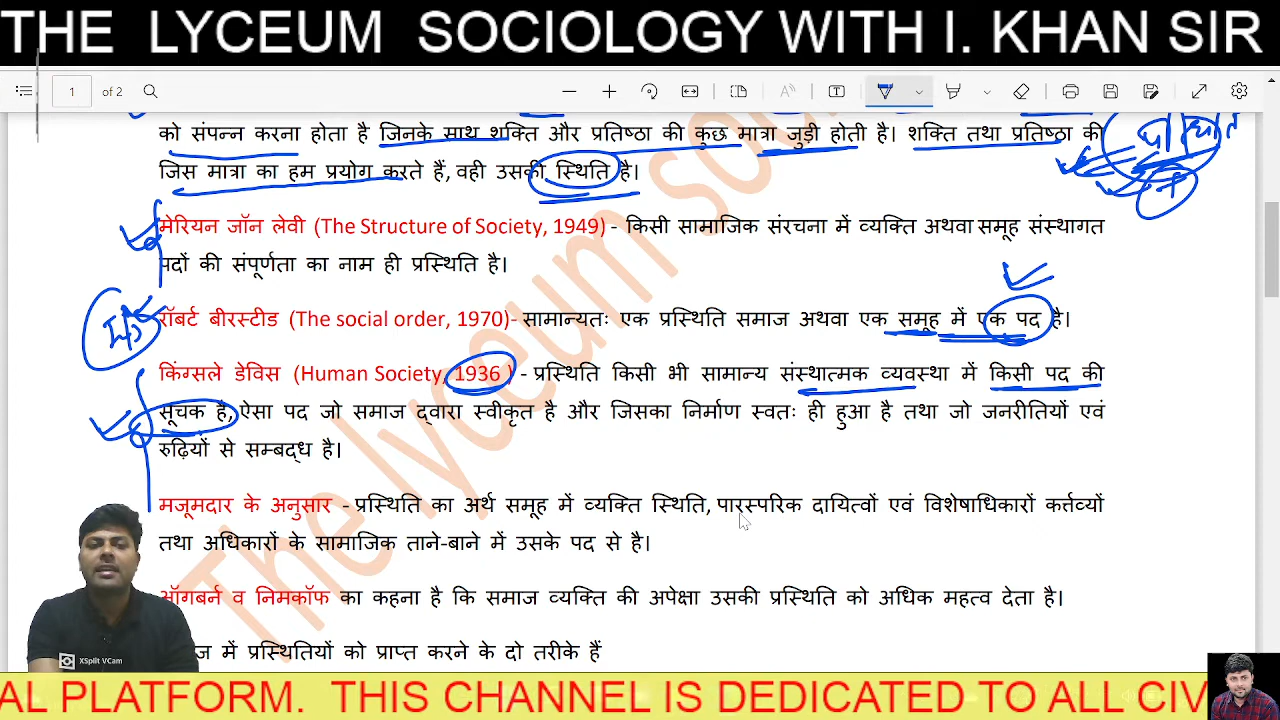 THE LYCEUM SOCIOLOGY WITH I. KHAN SIR
1 of 2
को संपन्न करना होता है जिनके साथ शक्ति और प्रतिष्ठा की कुछ मात्रा जुड़ी होती है। शक्ति तथा प्रतिष्ठा की
जिस मात्रा का हम प्रयोग करते हैं, वही उसकी स्थिति है।
मेरियन जॉन लेवी (The Structure of Society, 1949) - किसी सामाजिक संरचना में व्यक्ति अथवा समूह संस्थागत
पदों की संपूर्णता का नाम ही प्रस्थिति है।
रॉबर्ट बीरस्टीड (The social order, 1970)- सामान्यतः एक प्रस्थिति समाज अथवा एक समूह में एक पद है।
किंग्सले डेविस (Human Society, 1936 ) - प्रस्थिति किसी भी सामान्य संस्थात्मक व्यवस्था में किसी पद की
सूचक है, ऐसा पद जो समाज द्वारा स्वीकृत है और जिसका निर्माण स्वतः ही हुआ है तथा जो जनरीतियों एवं
रुढ़ियों से सम्बद्ध है।
मजूमदार के अनुसार - प्रस्थिति का अर्थ समूह में व्यक्ति स्थिति, पारस्परिक दायित्वों एवं विशेषाधिकारों कर्त्तव्यों
तथा अधिकारों के सामाजिक ताने-बाने में उसके पद से है।
ऑगबर्न व निमकॉफ का कहना है कि समाज व्यक्ति की अपेक्षा उसकी प्रस्थिति को अधिक महत्व देता है।
में प्रस्थितियों को प्राप्त करने के दो तरीके हैं
The lyceum
XSplit VCam
AL PLATFORM. THIS CHANNEL IS DEDICATED TO ALL CIV